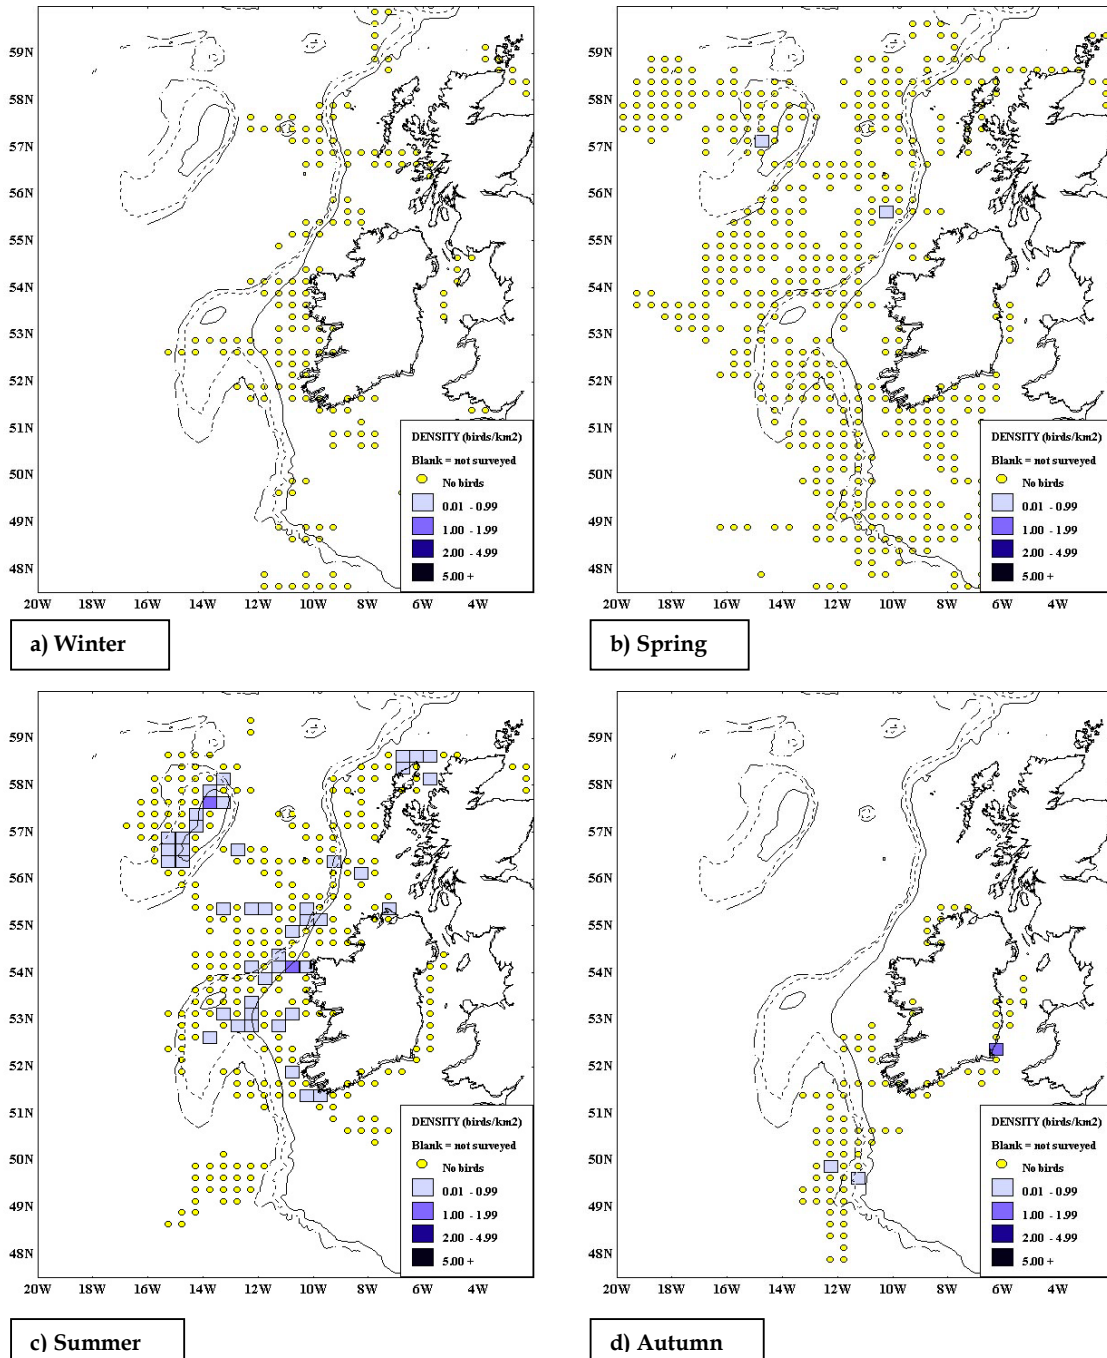 59N
58N
57N
56N
55N
54N
53N
52N
51N
50N
49N
48N
20W 18W 16W 14W 12W 10W 8W 6W 4W
DENSITY (birds/km2)
Blank = not surveyed
No birds
0.01 - 0.99
1.00 - 1.99
2.00 - 4.99
5.00 +
a) Winter
59N
58N
57N
56N
55N
54N
53N
52N
51N
50N
49N
48N
20W 18W 16W 14W 12W 10W 8W 6W 4W
DENSITY (birds/km2)
Blank = not surveyed
No birds
0.01 - 0.99
1.00 - 1.99
2.00 - 4.99
5.00 +
b) Spring
59N
58N
57N
56N
55N
54N
53N
52N
51N
50N
49N
48N
20W 18W 16W 14W 12W 10W 8W 6W 4W
DENSITY (birds/km2)
Blank = not surveyed
No birds
0.01 - 0.99
1.00 - 1.99
2.00 - 4.99
5.00 +
c) Summer
59N
58N
57N
56N
55N
54N
53N
52N
51N
50N
49N
48N
20W 18W 16W 14W 12W 10W 8W 6W 4W
DENSITY (birds/km2)
Blank = not surveyed
No birds
0.01 - 0.99
1.00 - 1.99
2.00 - 4.99
5.00 +
d) Autumn